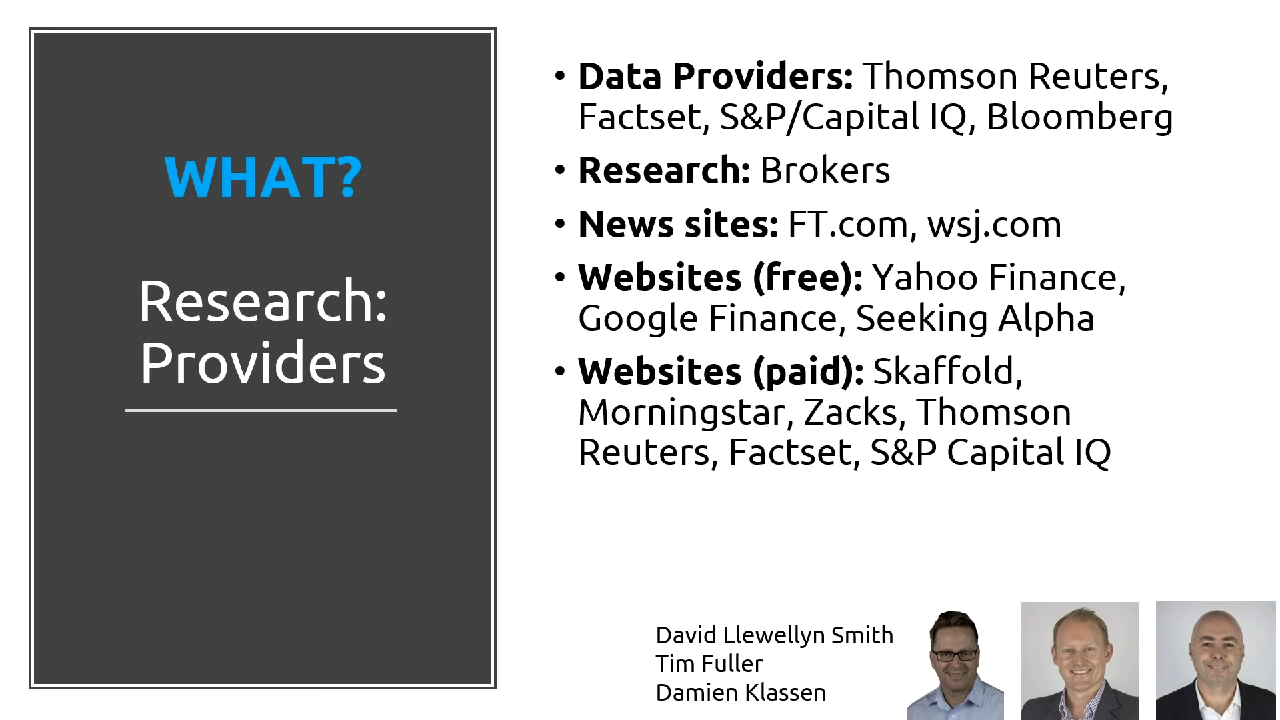 WHAT?
Research:
Providers
• Data Providers: Thomson Reuters,
Factset, S&P/Capital IQ, Bloomberg
• Research: Brokers
• News sites: FT.com, wsj.com
• Websites (free): Yahoo Finance,
Google Finance, Seeking Alpha
• Websites (paid): Skaffold,
Morningstar, Zacks, Thomson
Reuters, Factset, S&P Capital IQ
David Llewellyn Smith
Tim Fuller
Damien Klassen